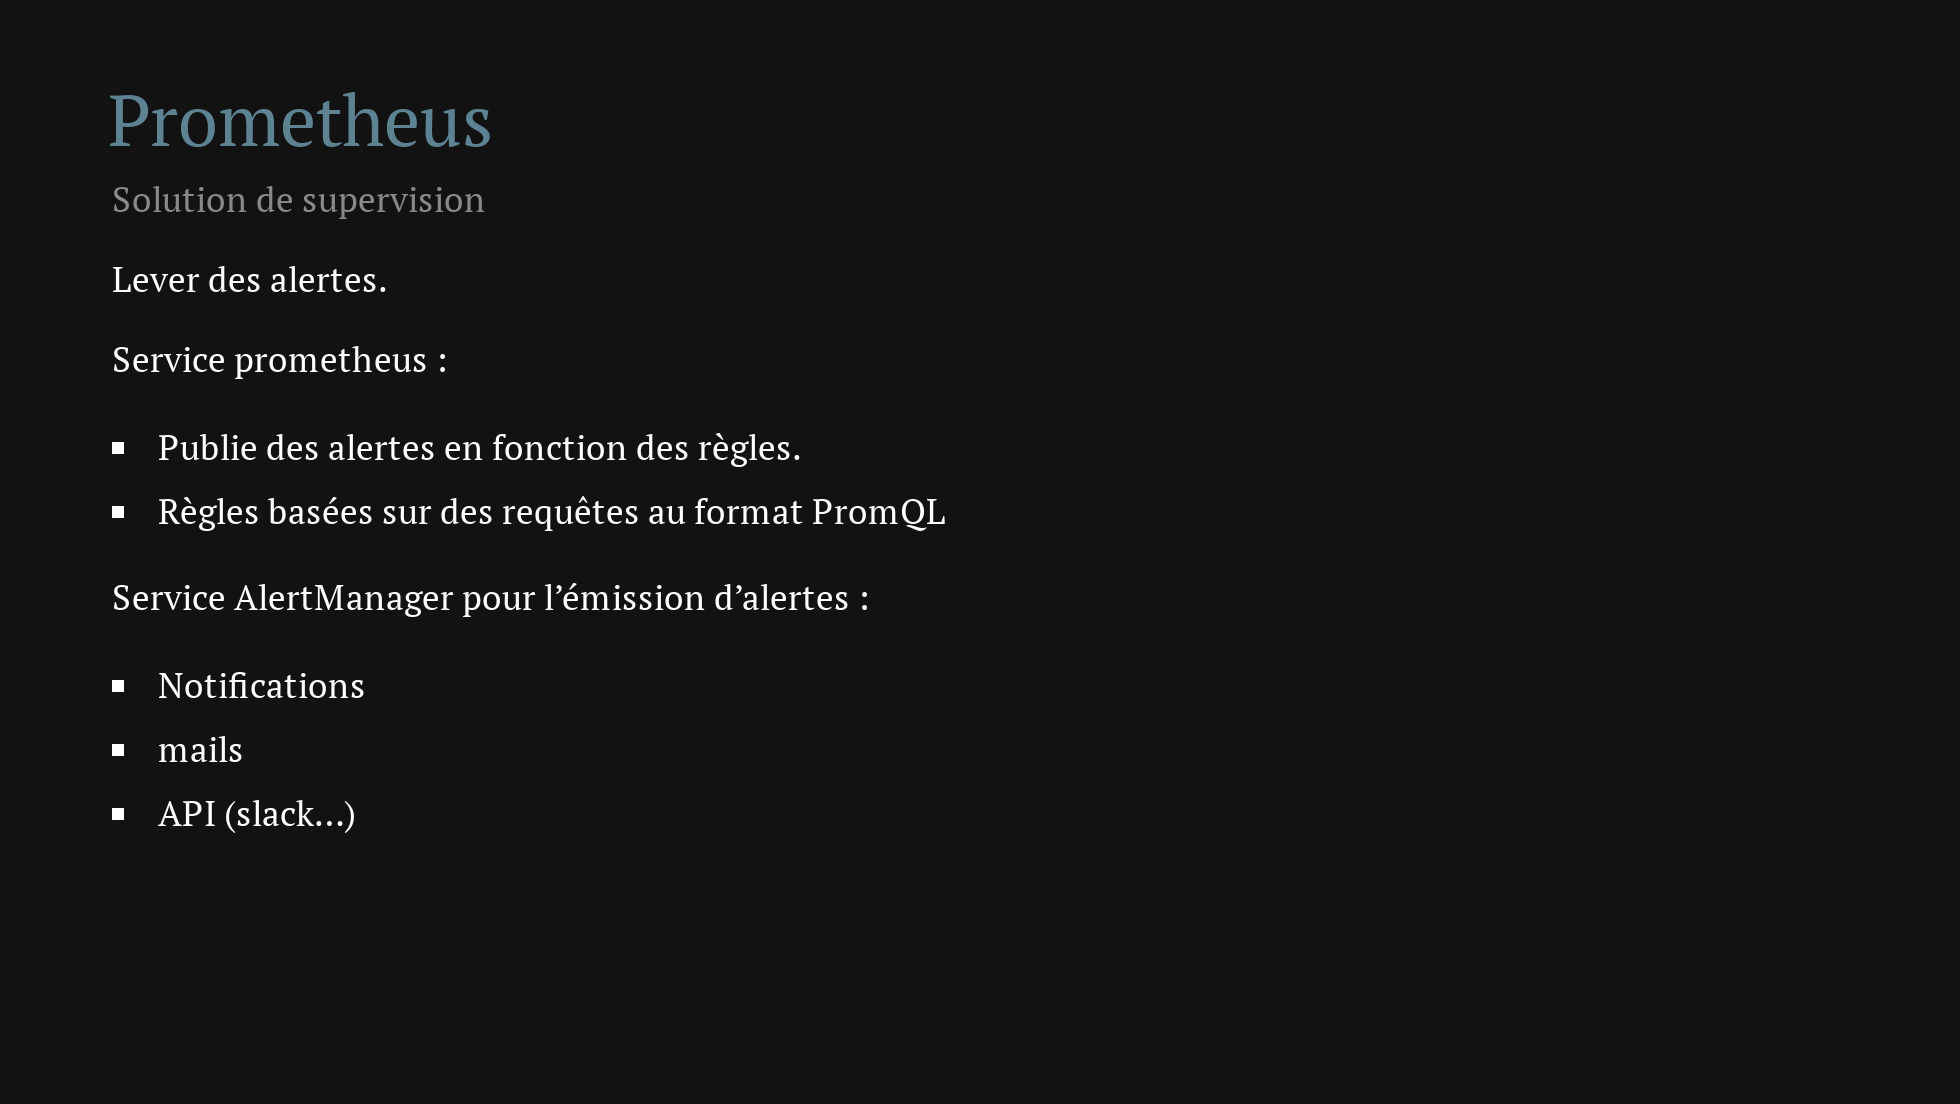 Prometheus
Solution de supervision
Lever des alertes.
Service prometheus :
Publie des alertes en fonction des règles.
Règles basées sur des requêtes au format PromQL
Service AlertManager pour l’émission d’alertes :
Notifications
mails
API (slack…)